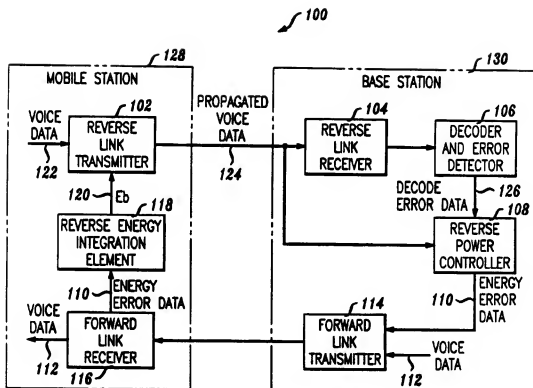 100
128
130
MOBILE STATION
BASE STATION
VOICE DATA
122
102
REVERSE LINK TRANSMITTER
PROPAGATED VOICE DATA
124
104
REVERSE LINK RECEIVER
106
DECODER AND ERROR DETECTOR
120
Eb
118
REVERSE ENERGY INTEGRATION ELEMENT
DECODE ERROR DATA
126
108
REVERSE POWER CONTROLLER
110
ENERGY ERROR DATA
110
ENERGY ERROR DATA
VOICE DATA
112
FORWARD LINK RECEIVER
116
114
FORWARD LINK TRANSMITTER
VOICE DATA
112